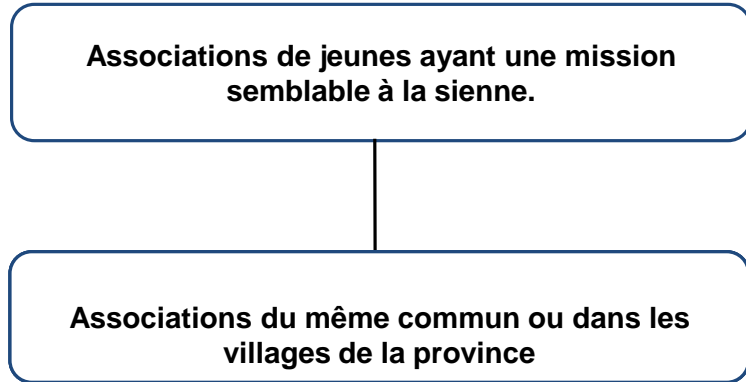 Associations de jeunes ayant une mission
semblable à la sienne.
Associations du même commun ou dans les
villages de la province